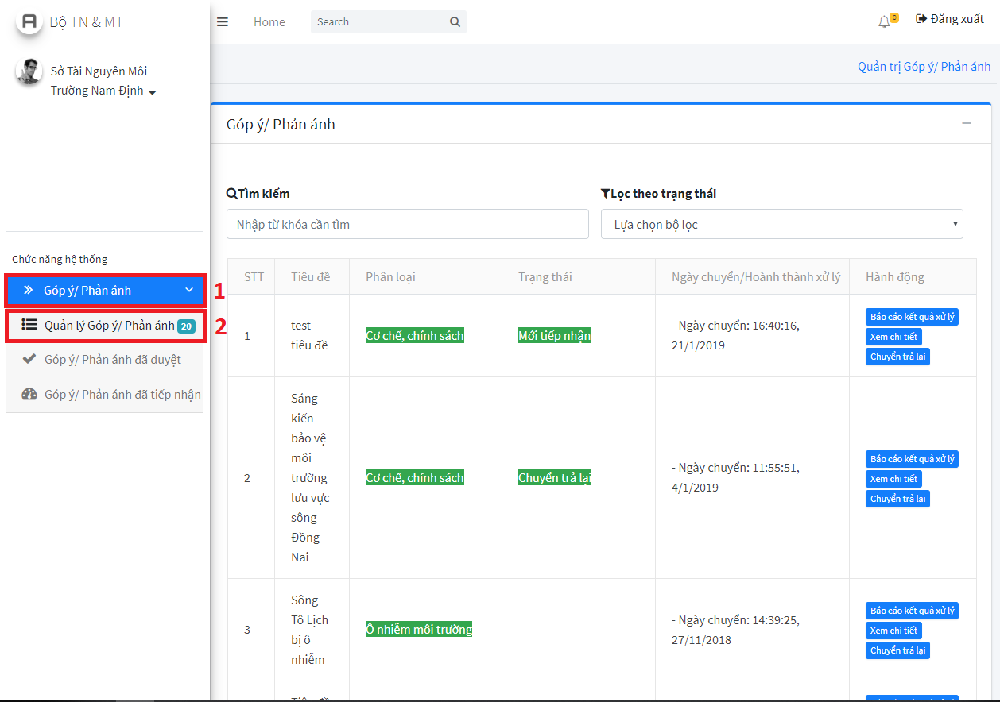 Bộ TN & MT
Home
Search
0
Đăng xuất
Sở Tài Nguyên Môi
Trường Nam Định
Quản trị Góp ý/ Phản ánh
Chức năng hệ thống
Góp ý/ Phản ánh
1
Quản lý Góp ý/ Phản ánh 20
2
Góp ý/ Phản ánh đã duyệt
Góp ý/ Phản ánh đã tiếp nhận
Góp ý/ Phản ánh
Tìm kiếm
Lọc theo trạng thái
Nhập từ khóa cần tìm
Lựa chọn bộ lọc
STT Tiêu đề Phân loại Trạng thái Ngày chuyển/Hoành thành xử lý Hành động
1
test
tiêu đề
Cơ chế, chính sách
Mới tiếp nhận
- Ngày chuyển: 16:40:16,
21/1/2019
Báo cáo kết quả xử lý
Xem chi tiết
Chuyển trả lại
2
Sáng
kiến
bảo vệ
môi
trường
lưu vực
sông
Đồng
Nai
Cơ chế, chính sách
Chuyển trả lại
- Ngày chuyển: 11:55:51,
4/1/2019
Báo cáo kết quả xử lý
Xem chi tiết
Chuyển trả lại
3
Sông
Tô Lịch
bị ô
nhiễm
Ô nhiễm môi trường
- Ngày chuyển: 14:39:25,
27/11/2018
Báo cáo kết quả xử lý
Xem chi tiết
Chuyển trả lại